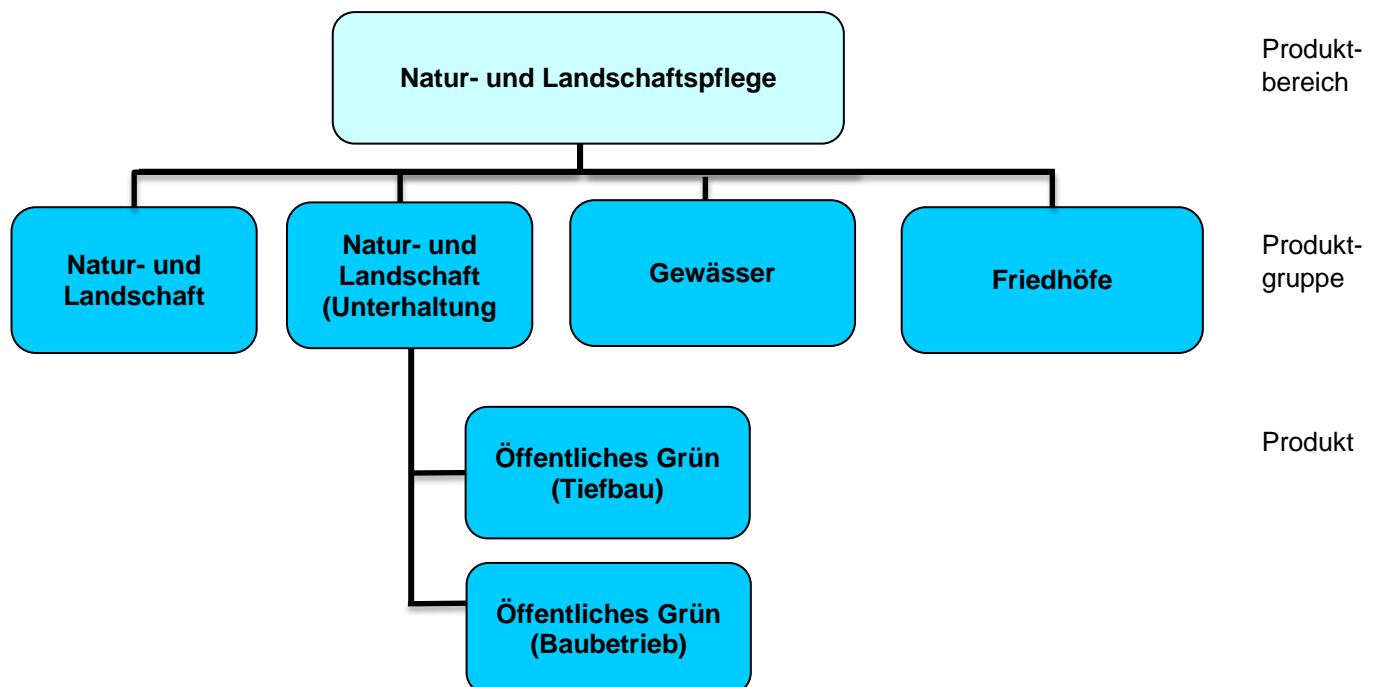 Natur- und Landschaftspflege
Produkt-
bereich
Natur- und
Landschaft
Natur- und
Landschaft
(Unterhaltung
Gewässer
Friedhöfe
Produkt-
gruppe
Öffentliches Grün
(Tiefbau)
Produkt
Öffentliches Grün
(Baubetrieb)